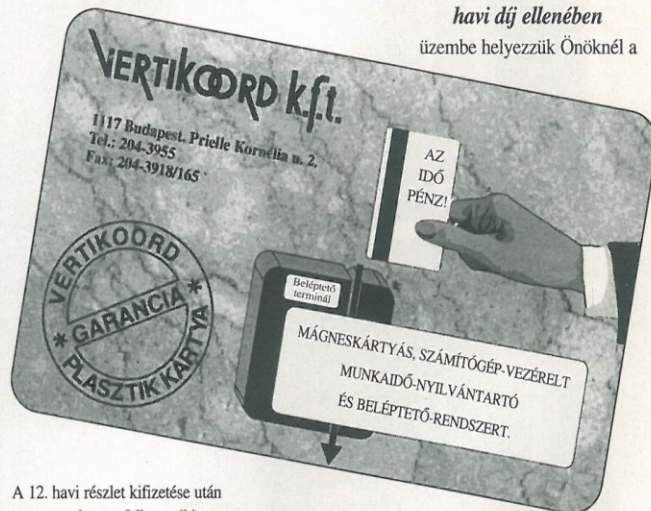 havi díj ellenében
üzembe helyezzük Önöknél a
VERTIKOORD k.f.t.
1117 Budapest, Prielle Kornélia u. 2.
Tel.: 204-3955
Fax: 204-3918/165
AZ
IDŐ
PÉNZ!
VERTIKOORD
* GARANCIA *
PLASZTIK KÁRTYA
Beléptető
terminál
MÁGNESKÁRTYÁS, SZÁMÍTÓGÉP-VEZÉRELT
MUNKAIDŐ-NYILVÁNTARTÓ
ÉS BELÉPTETŐ-RENDSZERT.
A 12. havi részlet kifizetése után